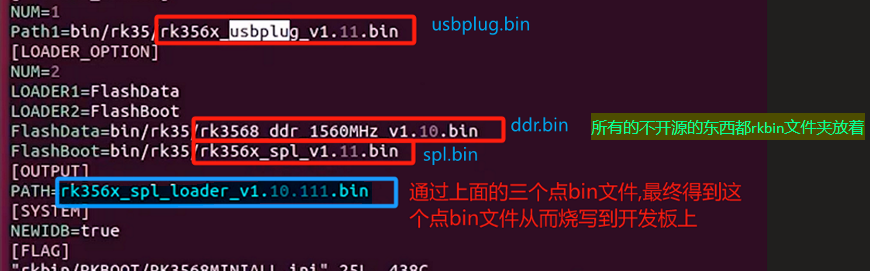 NUM=1
Path1=bin/rk35/rk356x_usbplug_v1.11.bin
usbplug.bin
[LOADER_OPTION]
NUM=2
LOADER1=FlashData
LOADER2=FlashBoot
FlashData=bin/rk35/rk3568_ddr_1560MHz_v1.10.bin
ddr.bin
所有的不开源的东西都rkbin文件夹放着
FlashBoot=bin/rk35/rk356x_spl_v1.11.bin
spl.bin
[OUTPUT]
PATH=rk356x_spl_loader_v1.10.111.bin
通过上面的三个点bin文件,最终得到这
个点bin文件从而烧写到开发板上
[SYSTEM]
NEWIDB=true
[FLAG]
"rkbin/RKBOOT/RK3568MINIALL.ini" 25L, 438C